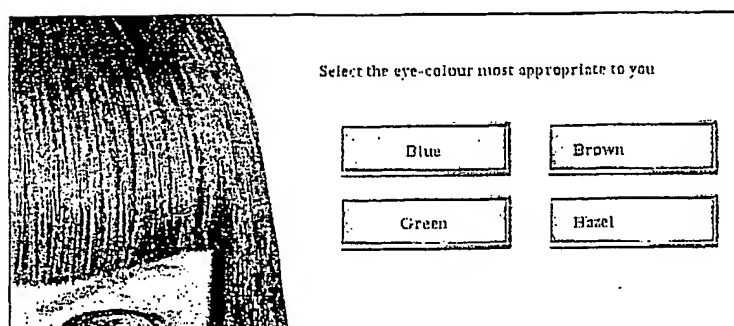 Select the eye-colour most appropriate to you
Blue
Brown
Green
Hazel